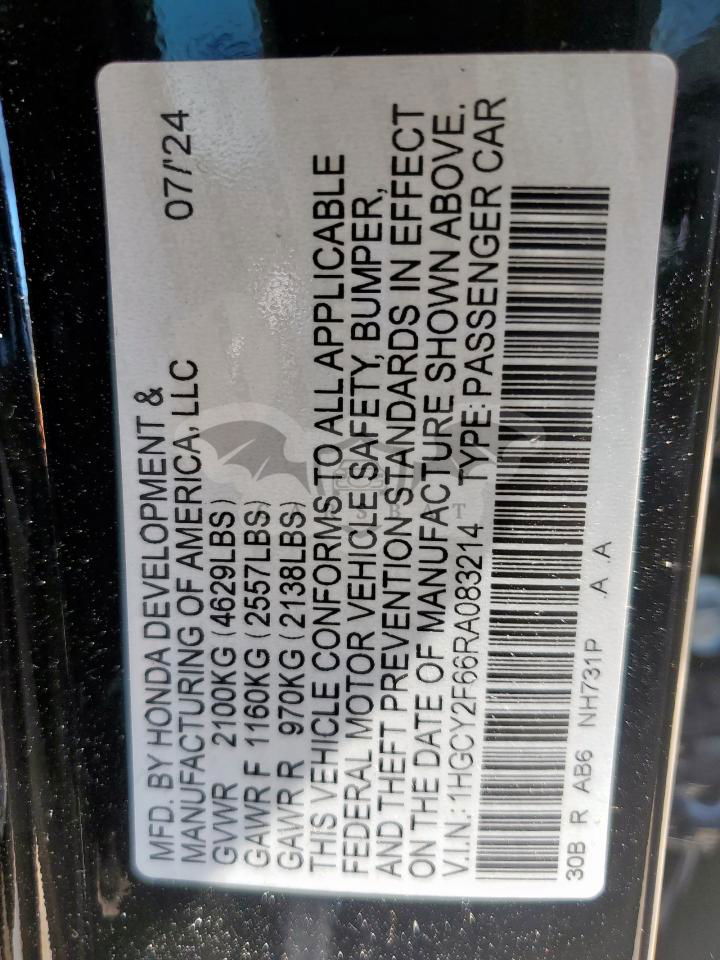 MFD. BY HONDA DEVELOPMENT &
MANUFACTURING OF AMERICA, LLC 07/'24
GVWR 2100KG (4629LBS)
GAWR F 1160KG (2557LBS)
GAWR R 970KG (2138LBS)
THIS VEHICLE CONFORMS TO ALL APPLICABLE
FEDERAL MOTOR VEHICLE SAFETY, BUMPER,
AND THEFT PREVENTION STANDARDS IN EFFECT
ON THE DATE OF MANUFACTURE SHOWN ABOVE.
V.I.N.: 1HGCY2F66RA083214 TYPE: PASSENGER CAR
30B R AB6 NH731P .A .A